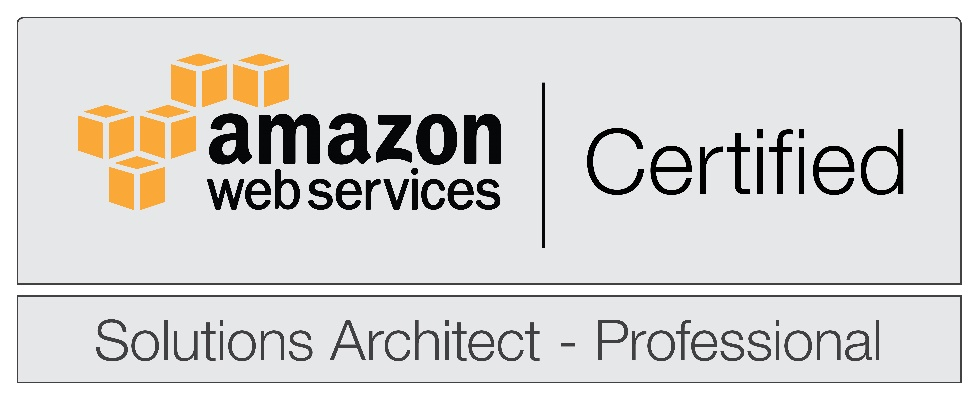 amazon
web services
Certified
Solutions Architect - Professional